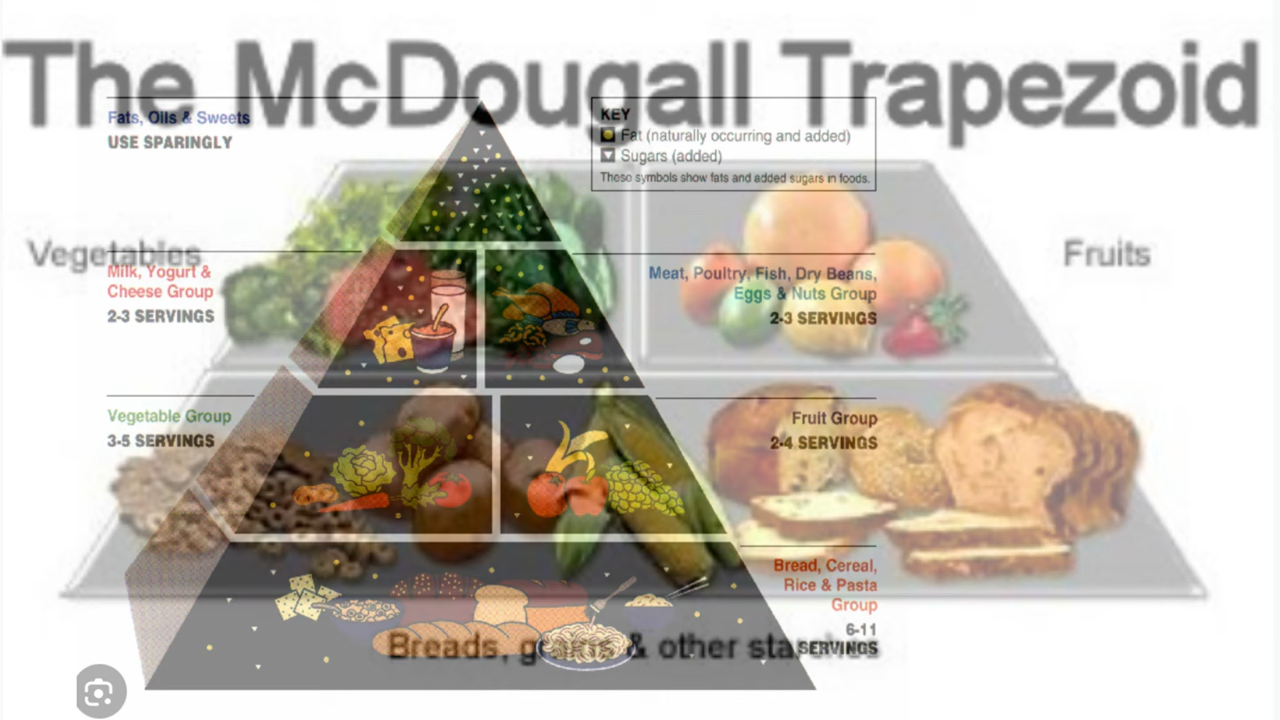 The McDougall Trapezoid
Fats, Oils & Sweets
USE SPARINGLY
KEY
Fat (naturally occurring and added)
Sugars (added)
These symbols show fats and added sugars in foods.
Vegetables
Fruits
Milk, Yogurt &
Cheese Group
2-3 SERVINGS
Meat, Poultry, Fish, Dry Beans,
Eggs & Nuts Group
2-3 SERVINGS
Vegetable Group
3-5 SERVINGS
Fruit Group
2-4 SERVINGS
Bread, Cereal,
Rice & Pasta
Group
6-11
SERVINGS
Breads, grains & other starches